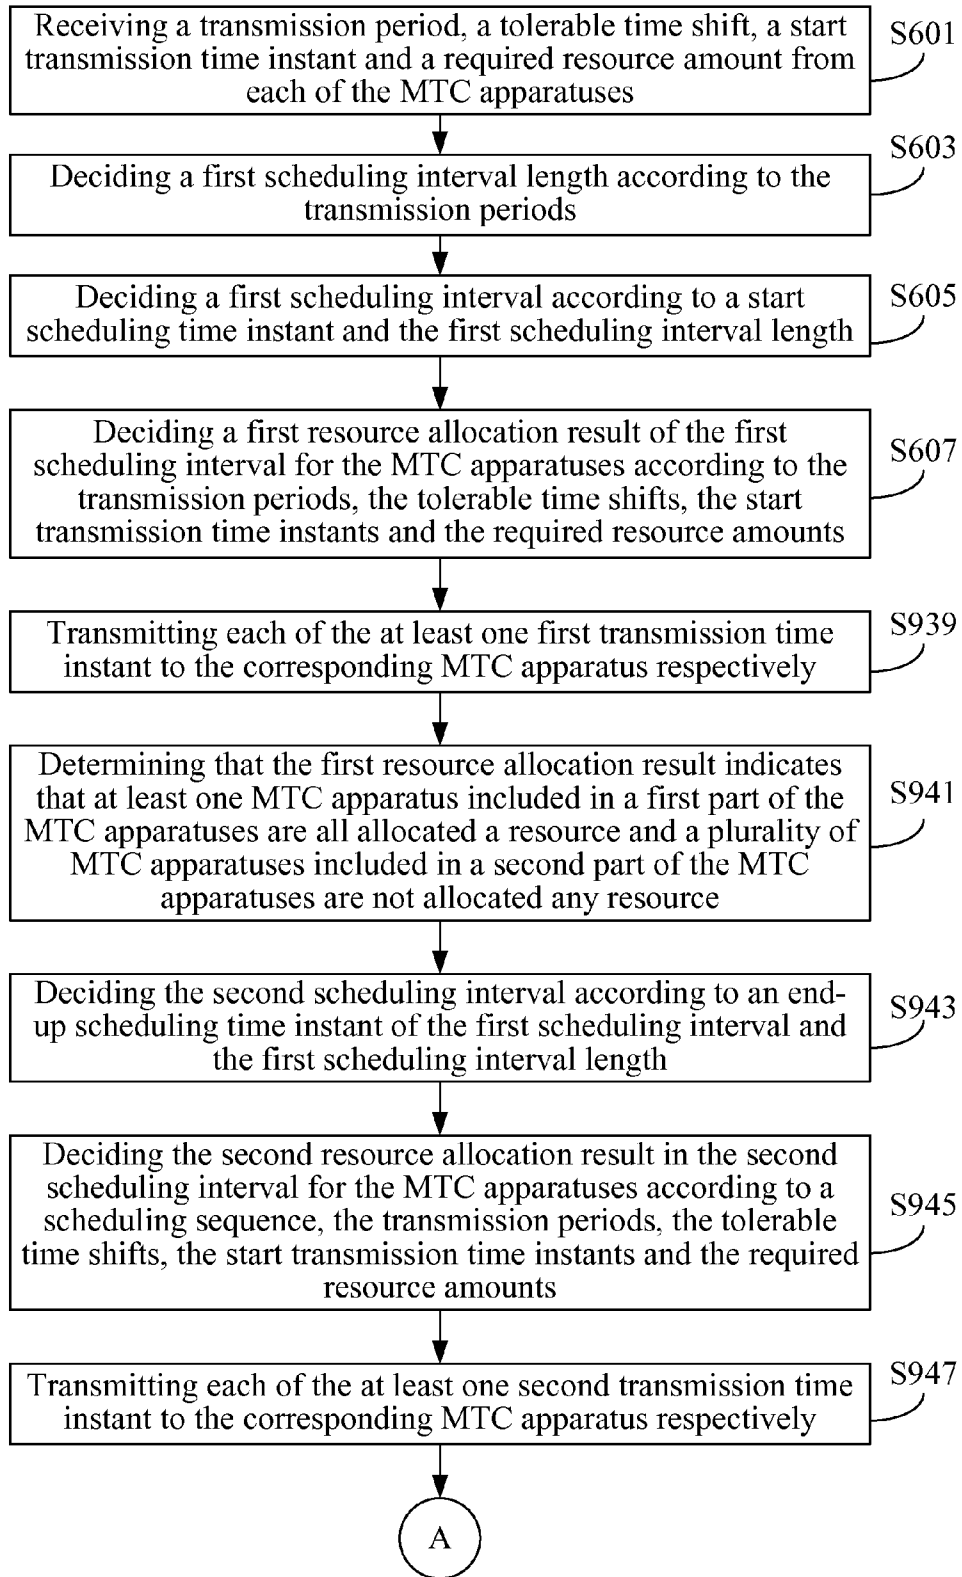 Receiving a transmission period, a tolerable time shift, a start
transmission time instant and a required resource amount from
each of the MTC apparatuses
S601
Deciding a first scheduling interval length according to the
transmission periods
S603
Deciding a first scheduling interval according to a start
scheduling time instant and the first scheduling interval length
S605
Deciding a first resource allocation result of the first
scheduling interval for the MTC apparatuses according to the
transmission periods, the tolerable time shifts, the start
transmission time instants and the required resource amounts
S607
Transmitting each of the at least one first transmission time
instant to the corresponding MTC apparatus respectively
S939
Determining that the first resource allocation result indicates
that at least one MTC apparatus included in a first part of the
MTC apparatuses are all allocated a resource and a plurality of
MTC apparatuses included in a second part of the MTC
apparatuses are not allocated any resource
S941
Deciding the second scheduling interval according to an end-
up scheduling time instant of the first scheduling interval and
the first scheduling interval length
S943
Deciding the second resource allocation result in the second
scheduling interval for the MTC apparatuses according to a
scheduling sequence, the transmission periods, the tolerable
time shifts, the start transmission time instants and the required
resource amounts
S945
Transmitting each of the at least one second transmission time
instant to the corresponding MTC apparatus respectively
S947
A